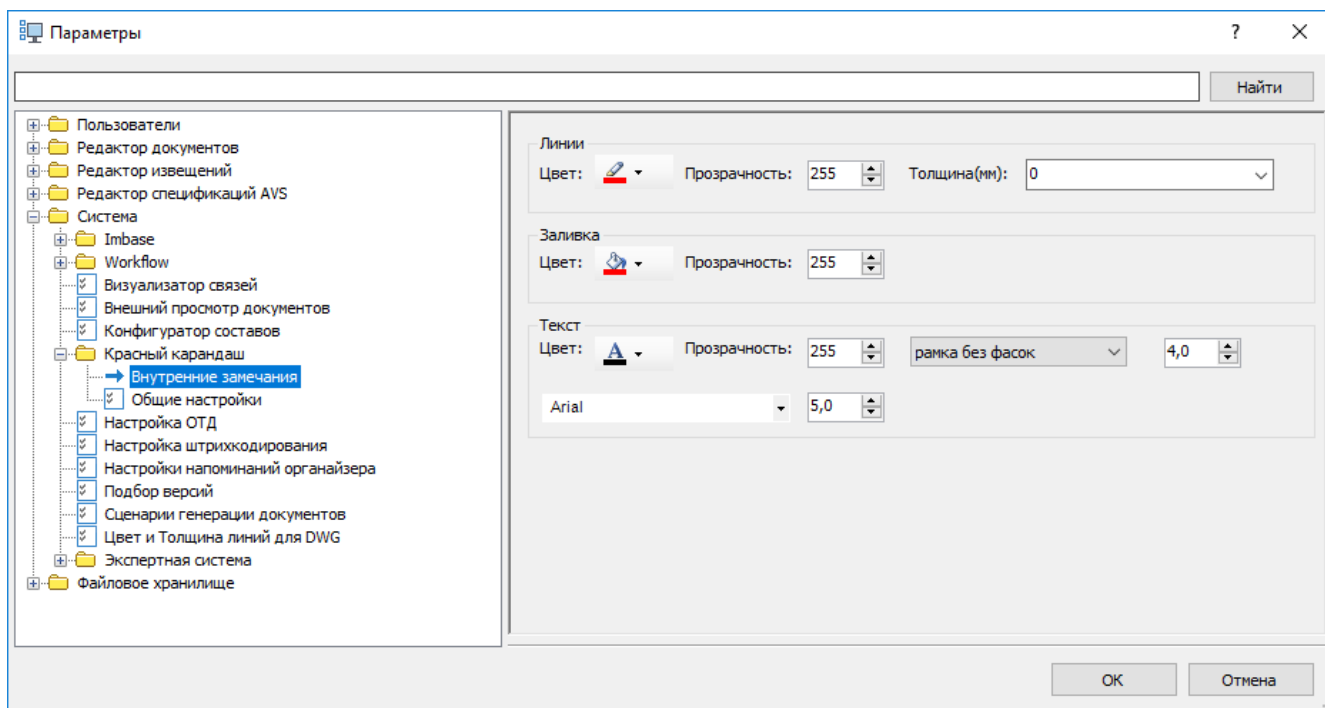 Параметры
?
Найти
Пользователи
Редактор документов
Редактор извещений
Редактор спецификаций AVS
Система
Imbase
Workflow
Визуализатор связей
Внешний просмотр документов
Конфигуратор составов
Красный карандаш
Внутренние замечания
Общие настройки
Настройка ОТД
Настройка штрихкодирования
Настройки напоминаний органайзера
Подбор версий
Сценарии генерации документов
Цвет и Толщина линий для DWG
Экспертная система
Файловое хранилище
Линии
Цвет: Прозрачность: 255 Толщина(мм): 0
Заливка
Цвет: Прозрачность: 255
Текст
Цвет: A Прозрачность: 255 рамка без фасок 4,0
Arial 5,0
ОК Отмена